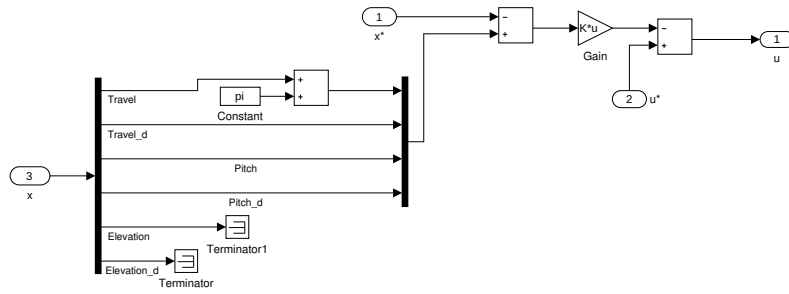 1
x*
−
+
K*u
Gain
−
+
1
u
2
u*
Travel
+
+
pi
Constant
Travel_d
Pitch
3
x
Pitch_d
Elevation
Terminator1
Elevation_d
Terminator